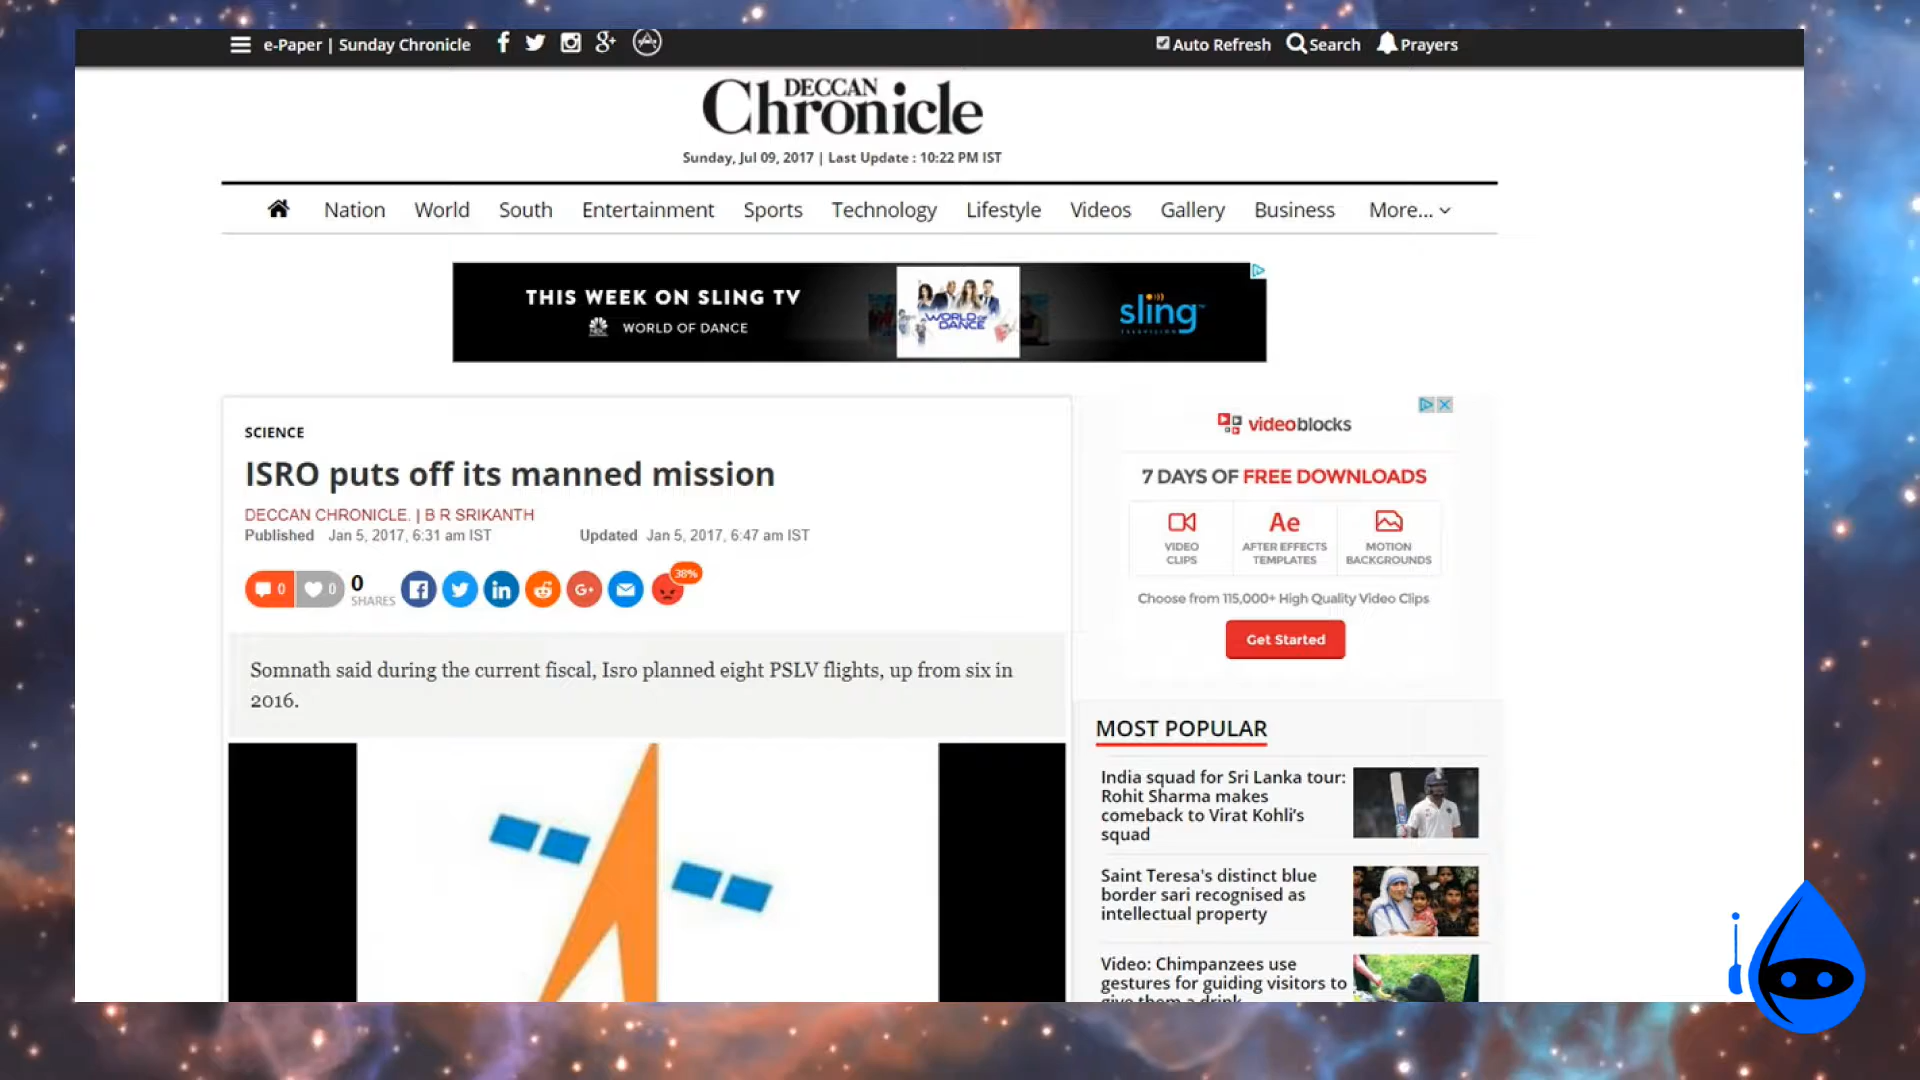 e-Paper | Sunday Chronicle
Auto Refresh Search Prayers
DECCAN
Chronicle
Sunday, Jul 09, 2017 | Last Update : 10:22 PM IST
Nation World South Entertainment Sports Technology Lifestyle Videos Gallery Business More...
THIS WEEK ON SLING TV
WORLD OF DANCE
WORLD OF
DANCE
sling
TELEVISION
SCIENCE
ISRO puts off its manned mission
DECCAN CHRONICLE. | B R SRIKANTH
Published Jan 5, 2017, 6:31 am IST Updated Jan 5, 2017, 6:47 am IST
0 0 0
SHARES
38%
Somnath said during the current fiscal, Isro planned eight PSLV flights, up from six in
2016.
videoblocks
7 DAYS OF FREE DOWNLOADS
VIDEO
CLIPS
Ae
AFTER EFFECTS
TEMPLATES
MOTION
BACKGROUNDS
Choose from 115,000+ High Quality Video Clips
Get Started
MOST POPULAR
India squad for Sri Lanka tour:
Rohit Sharma makes
comeback to Virat Kohli's
squad
Saint Teresa's distinct blue
border sari recognised as
intellectual property
Video: Chimpanzees use
gestures for guiding visitors to
give them a drink